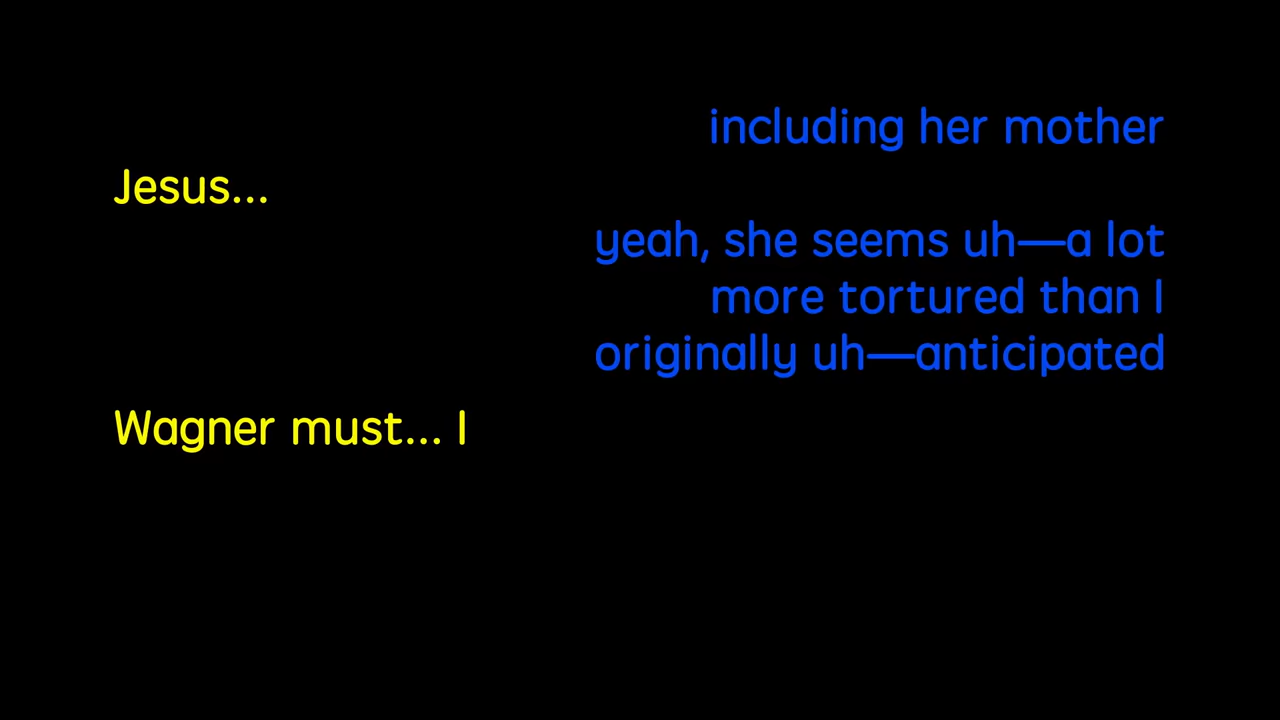 including her mother
Jesus...
yeah, she seems uh—a lot
more tortured than I
originally uh—anticipated
Wagner must... I